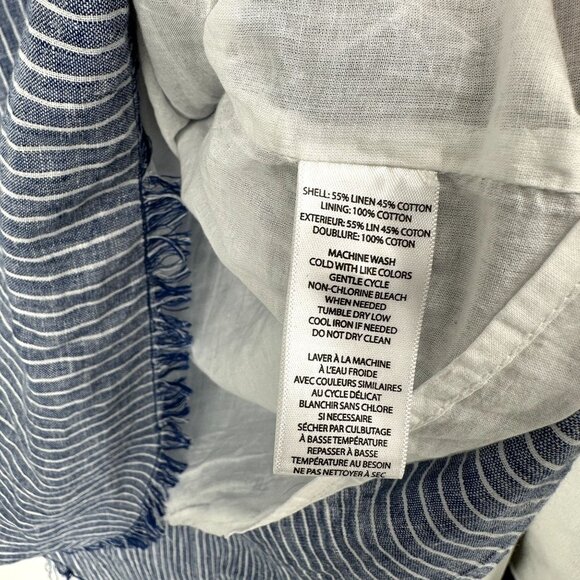 SHELL: 55% LINEN 45% COTTON
LINING: 100% COTTON
EXTERIEUR: 55% LIN 45% COTON
DOUBLURE: 100% COTON
MACHINE WASH
COLD WITH LIKE COLORS
GENTLE CYCLE
NON-CHLORINE BLEACH
WHEN NEEDED
TUMBLE DRY LOW
COOL IRON IF NEEDED
DO NOT DRY CLEAN
LAVER À LA MACHINE
À L'EAU FROIDE
AVEC COULEURS SIMILAIRES
AU CYCLE DÉLICAT
BLANCHIR SANS CHLORE
SI NECESSAIRE
SÉCHER PAR CULBUTAGE
À BASSE TEMPÉRATURE
REPASSER À BASSE
TEMPÉRATURE AU BESOIN
NE PAS NETTOYER À SEC